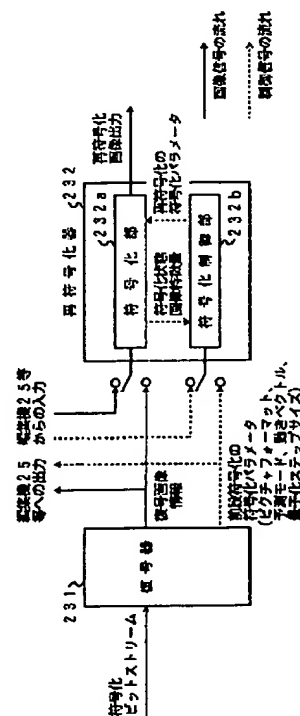 符号化
ビットストリーム
231
復号器
編集機25
等への出力
編集機25等
からの入力
復号画像
情報
前段符号化の
符号化パラメータ
(ピクチャフォーマット、
予測モード、動きベクトル、
量子化ステップサイズ)
再符号化器
232
232a
符号化部
符号化状態
画像特徴量
再符号化の
符号化パラメータ
符号化制御部
232b
再符号化
画像出力
画像信号の流れ
制御信号の流れ